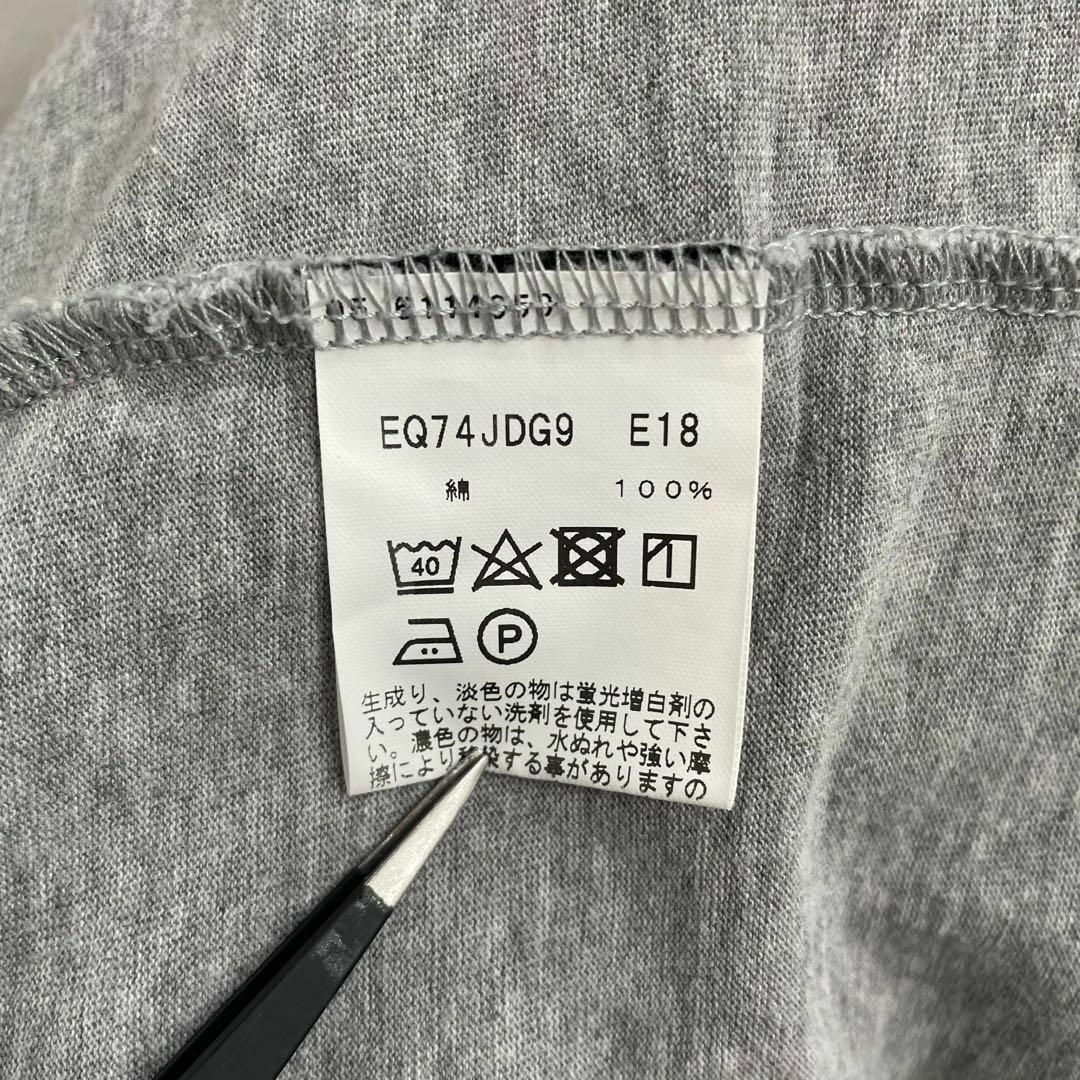 EQ74JDG9 E18
綿 100%
40
P
生成り、淡色の物は蛍光増白剤の
入っていない洗剤を使用して下さ
い。濃色の物は、水ぬれや強い摩
擦により移染する事がありますの